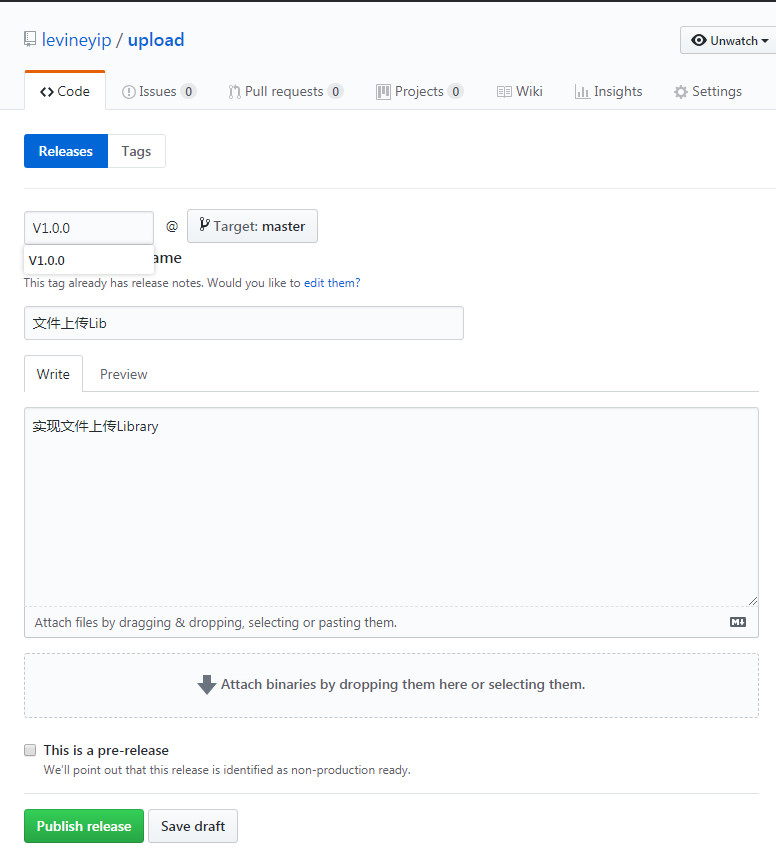 levineyip / upload
Unwatch
Code Issues 0 Pull requests 0 Projects 0 Wiki Insights Settings
Releases Tags
V1.0.0 @ Target: master
V1.0.0
This tag already has release notes. Would you like to edit them?
文件上传Lib
Write Preview
实现文件上传Library
Attach files by dragging & dropping, selecting or pasting them.
Attach binaries by dropping them here or selecting them.
This is a pre-release
We'll point out that this release is identified as non-production ready.
Publish release Save draft